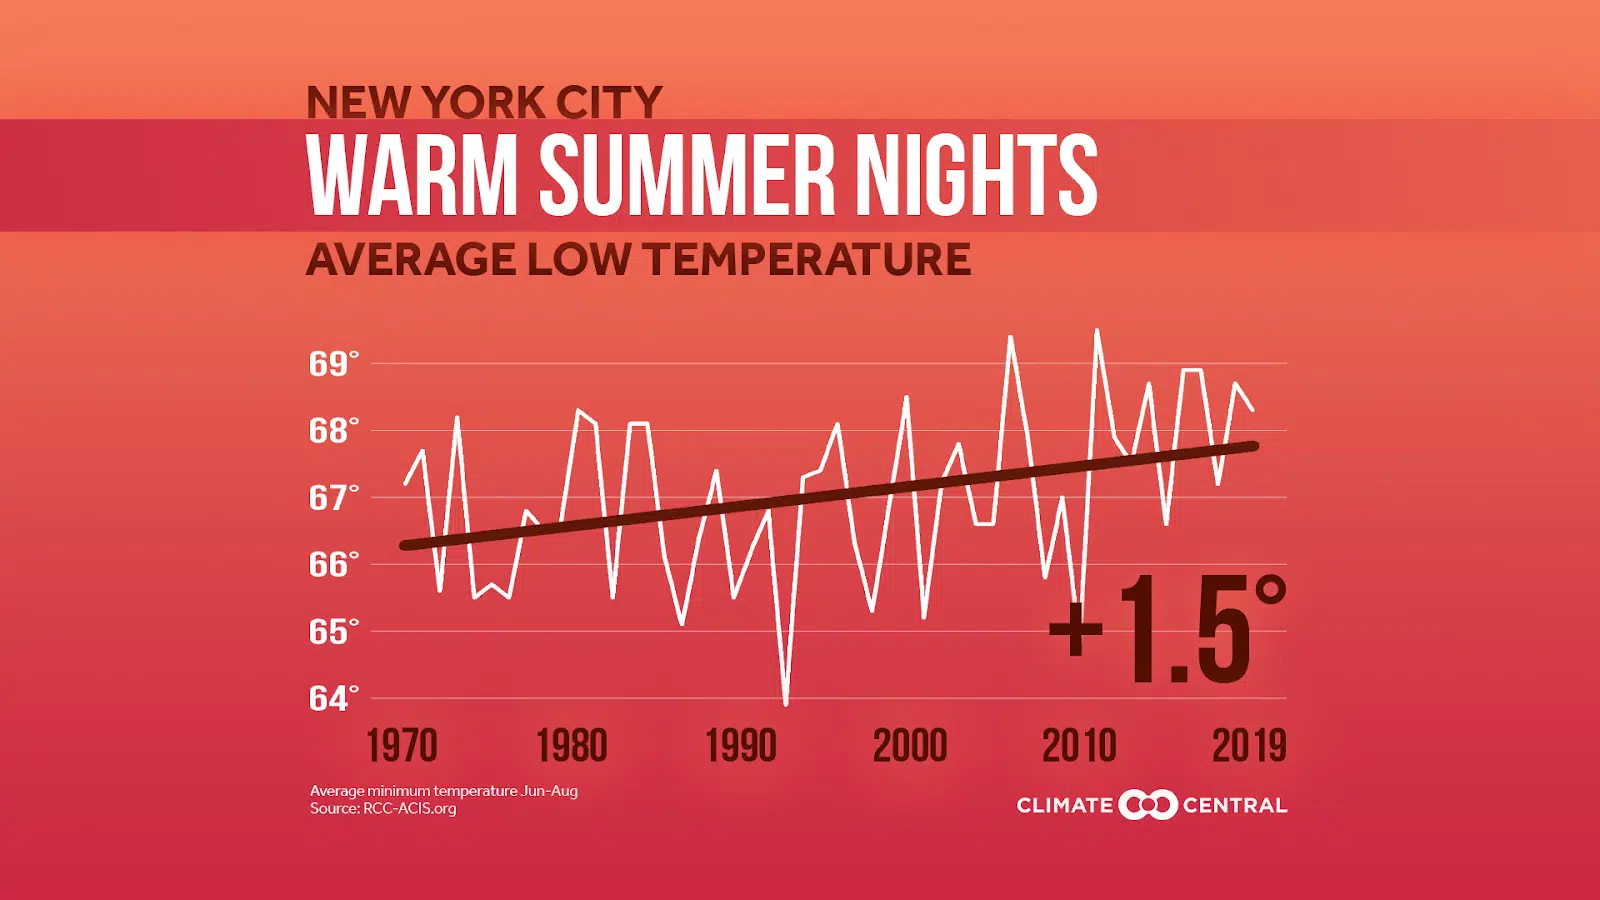 NEW YORK CITY
WARM SUMMER NIGHTS
AVERAGE LOW TEMPERATURE
69°
68°
67°
66°
65°
64°
+1.5°
1970 1980 1990 2000 2010 2019
Average minimum temperature Jun-Aug
Source: RCC-ACIS.org
CLIMATE CENTRAL